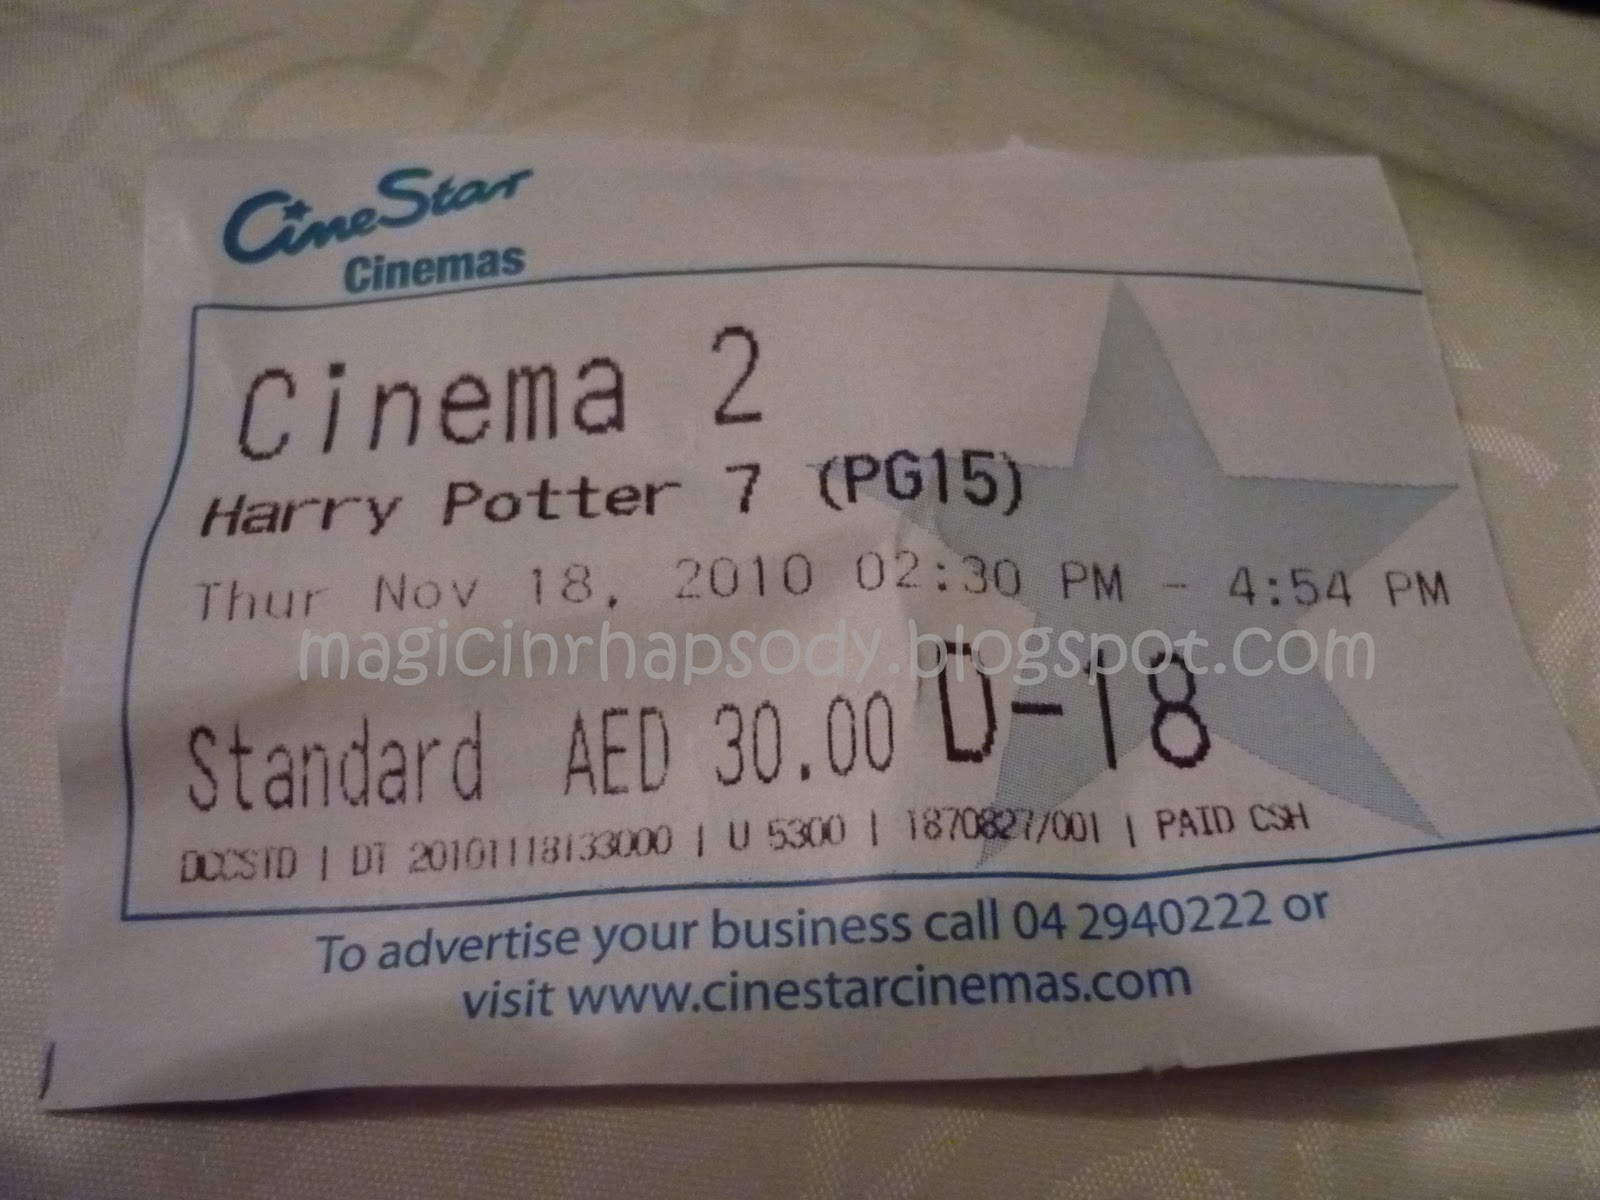 CineStar
Cinemas
Cinema 2
Harry Potter 7 (PG15)
Thur Nov 18, 2010 02:30 PM - 4:54 PM
magicinrhapsody.blogspot.com
Standard AED 30.00 D-18
DCCSTD | DT 20101118133000 | U 5300 | 1870827/001 | PAID CSH
To advertise your business call 04 2940222 or
visit www.cinestarcinemas.com